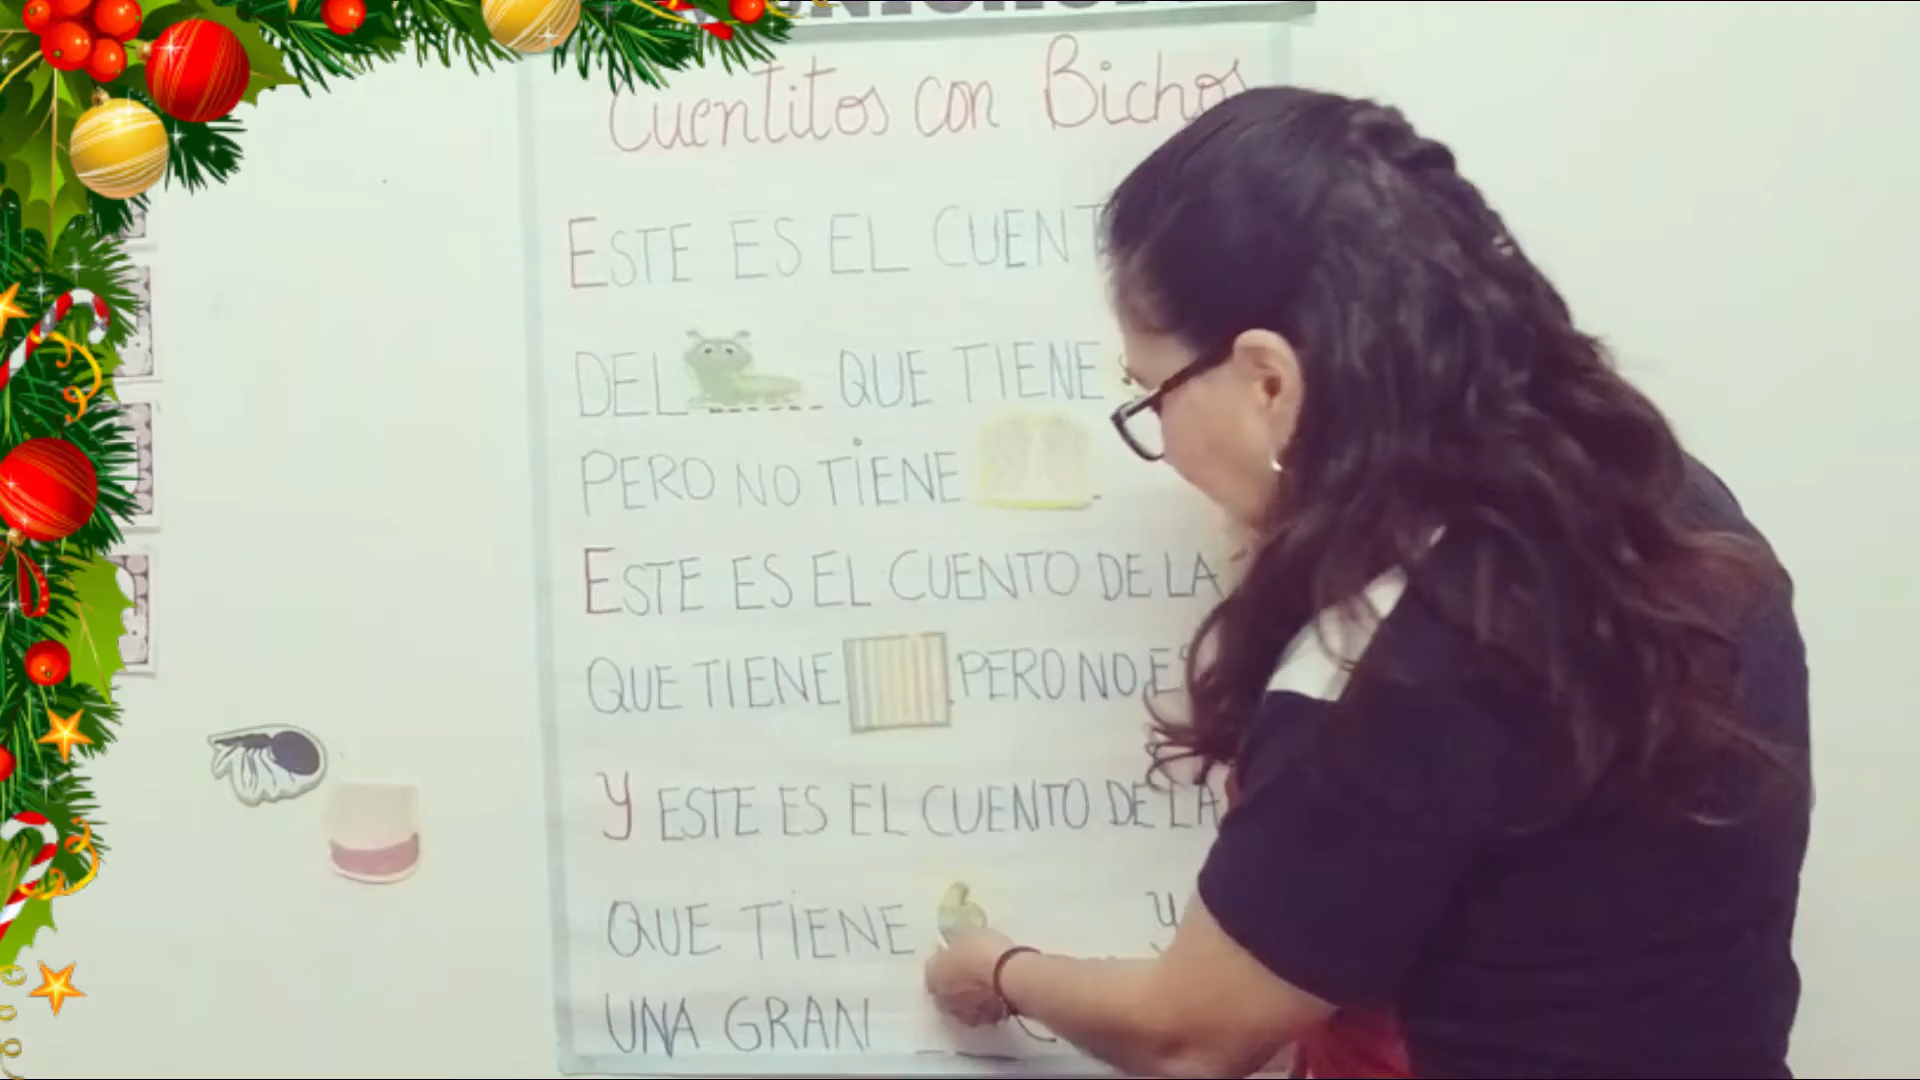 Cuentitos con Bichos
ESTE ES EL CUENT
DEL QUE TIENE
PERO NO TIENE .
ESTE ES EL CUENTO DE LA
QUE TIENE . PERO NO ES
Y ESTE ES EL CUENTO DE LA
QUE TIENE Y
UNA GRAN